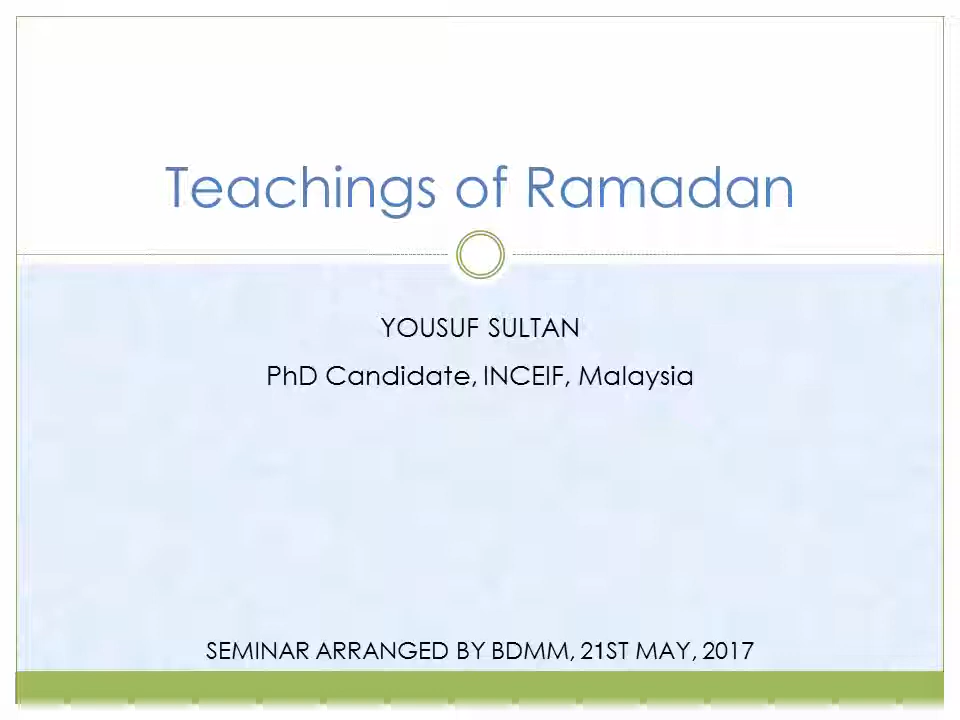 Teachings of Ramadan
YOUSUF SULTAN
PhD Candidate, INCEIF, Malaysia
SEMINAR ARRANGED BY BDMM, 21ST MAY, 2017